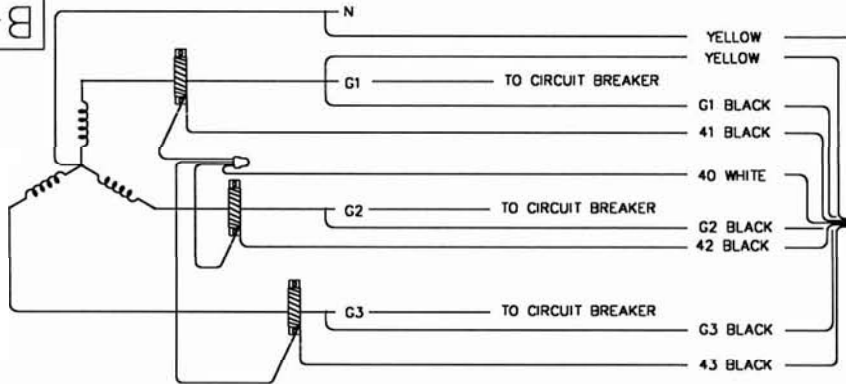 B
N
YELLOW
YELLOW
G1 TO CIRCUIT BREAKER
G1 BLACK
41 BLACK
40 WHITE
G2 TO CIRCUIT BREAKER
G2 BLACK
42 BLACK
G3 TO CIRCUIT BREAKER
G3 BLACK
43 BLACK